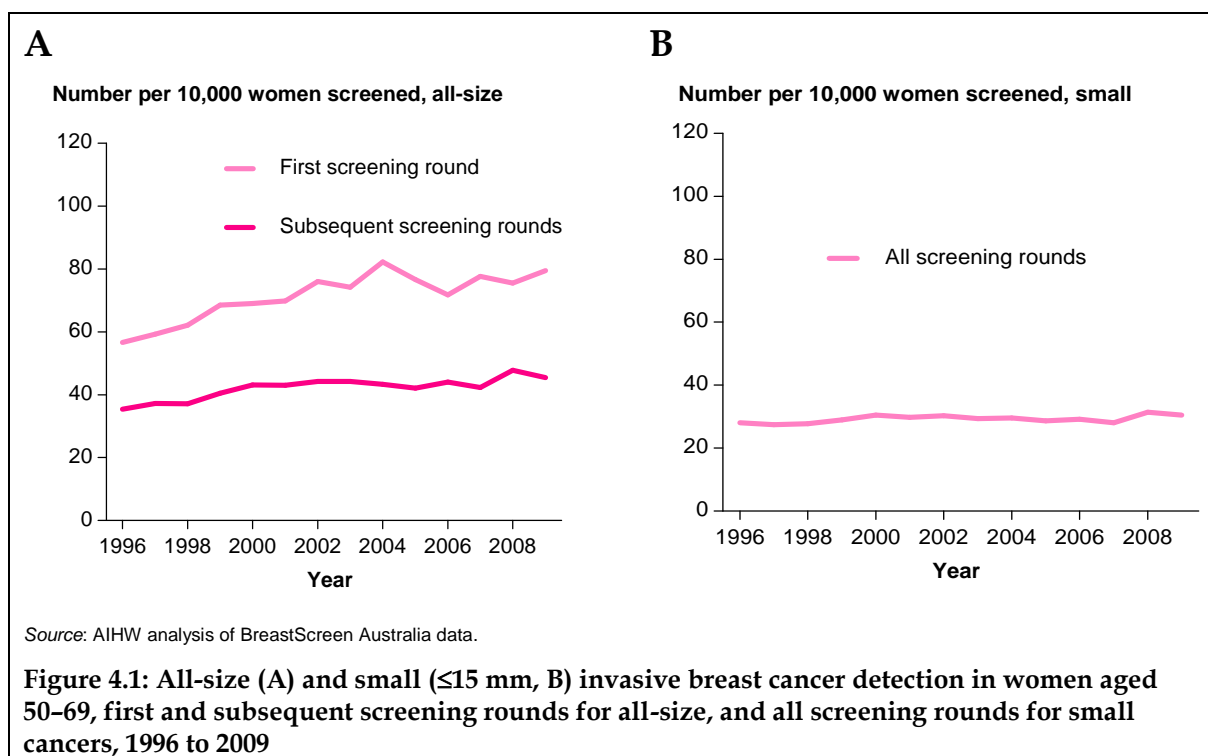 A
Number per 10,000 women screened, all-size
120
100
80
60
40
20
0
First screening round
Subsequent screening rounds
1996 1998 2000 2002 2004 2006 2008
Year
B
Number per 10,000 women screened, small
120
100
80
60
40
20
0
All screening rounds
1996 1998 2000 2002 2004 2006 2008
Year
Source: AIHW analysis of BreastScreen Australia data.
Figure 4.1: All-size (A) and small (≤15 mm, B) invasive breast cancer detection in women aged
50–69, first and subsequent screening rounds for all-size, and all screening rounds for small
cancers, 1996 to 2009